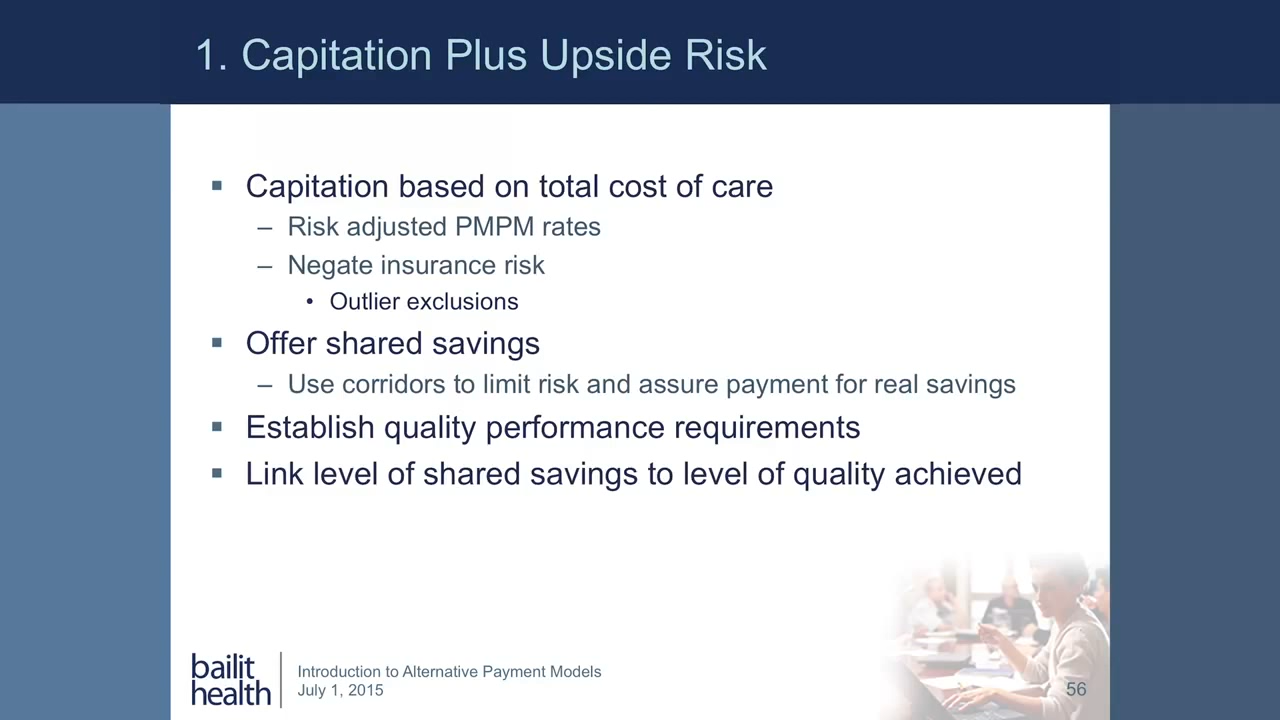 1. Capitation Plus Upside Risk
▪ Capitation based on total cost of care
– Risk adjusted PMPM rates
– Negate insurance risk
• Outlier exclusions
▪ Offer shared savings
– Use corridors to limit risk and assure payment for real savings
▪ Establish quality performance requirements
▪ Link level of shared savings to level of quality achieved
bailit
health
Introduction to Alternative Payment Models
July 1, 2015
56